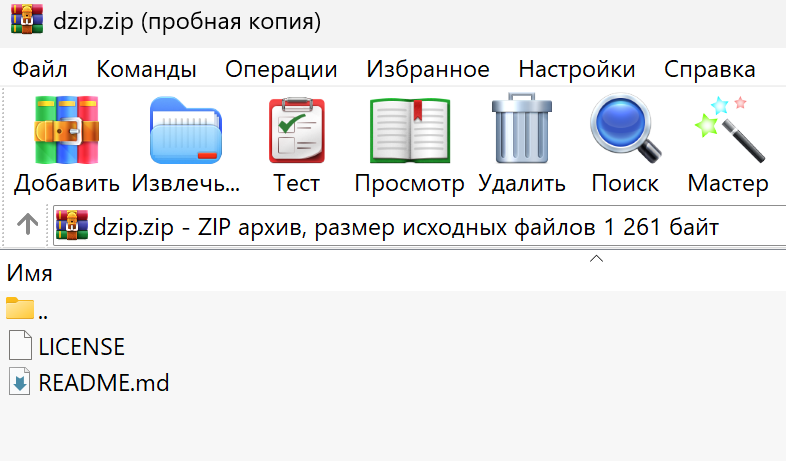 dzip.zip (пробная копия)
Файл Команды Операции Избранное Настройки Справка
Добавить Извлечь... Тест Просмотр Удалить Поиск Мастер
dzip.zip - ZIP архив, размер исходных файлов 1 261 байт
Имя
..
LICENSE
README.md